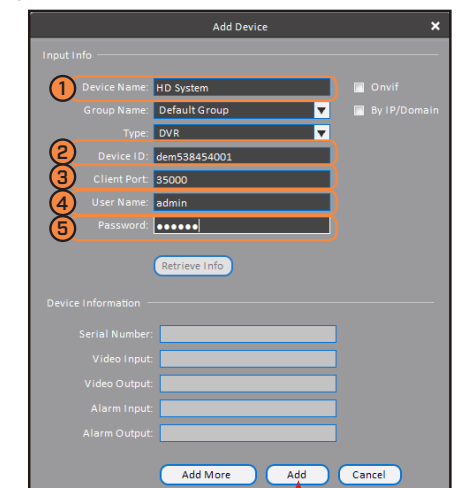 Add Device
Input Info
1 Device Name: HD System Onvif
Group Name: Default Group By IP/Domain
Type: DVR
2 Device ID: dem538454001
3 Client Port: 35000
4 User Name: admin
5 Password: ●●●●●●
Retrieve Info
Device Information
Serial Number:
Video Input:
Video Output:
Alarm Input:
Alarm Output:
Add More Add Cancel